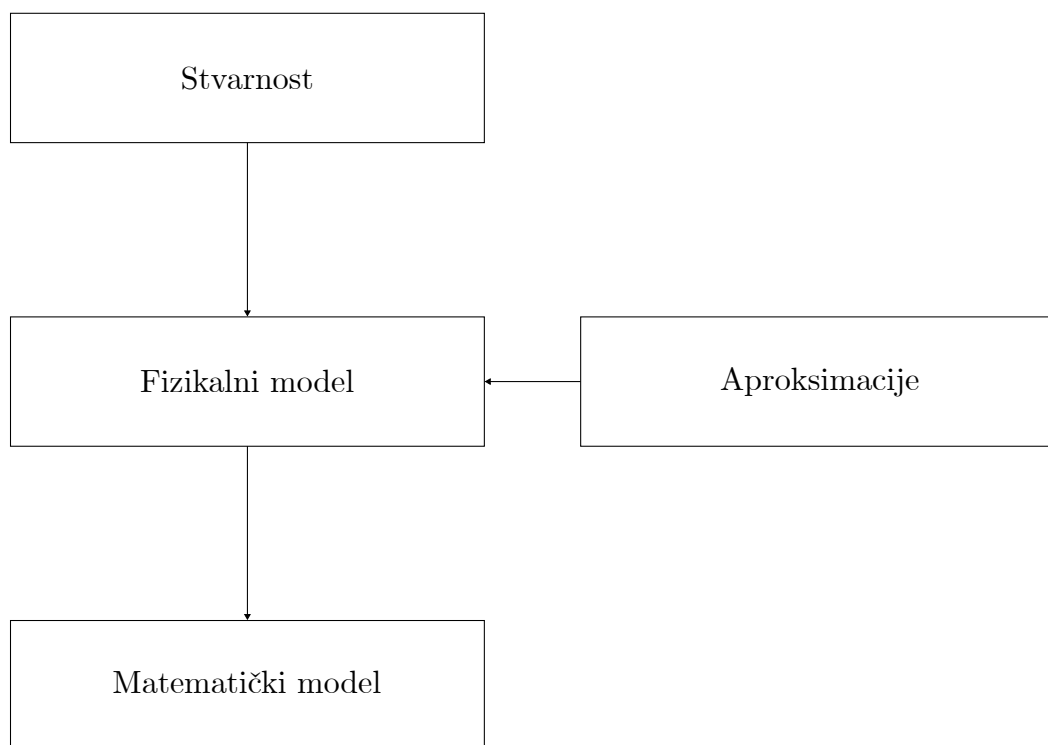 Stvarnost
Fizikalni model
Aproksimacije
Matematički model